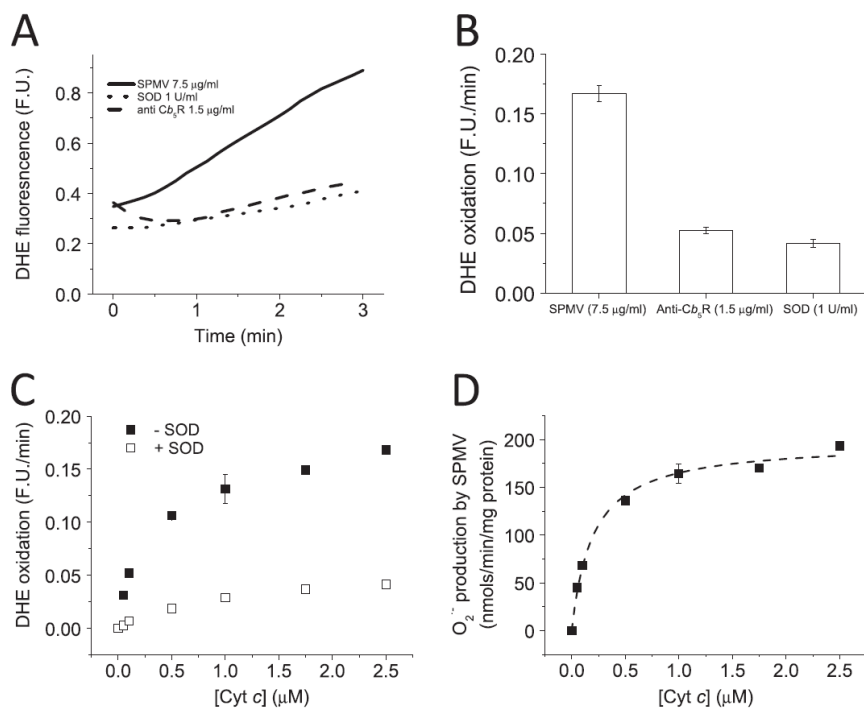 A
DHE fluoresncence (F.U.)
0.8
0.6
0.4
0.2
0.0
SPMV 7.5 µg/ml
SOD 1 U/ml
anti Cb₅R 1.5 µg/ml
0
1
2
3
Time (min)
B
DHE oxidation (F.U./min)
0.20
0.15
0.10
0.05
0.00
SPMV (7.5 µg/ml)
Anti-Cb₅R (1.5 µg/ml)
SOD (1 U/ml)
C
DHE oxidation (F.U./min)
0.20
0.15
0.10
0.05
0.00
- SOD
+ SOD
0.0
0.5
1.0
1.5
2.0
2.5
[Cyt c] (µM)
D
O₂·⁻ production by SPMV
(nmols/min/mg protein)
200
150
100
50
0
0.0
0.5
1.0
1.5
2.0
2.5
[Cyt c] (µM)